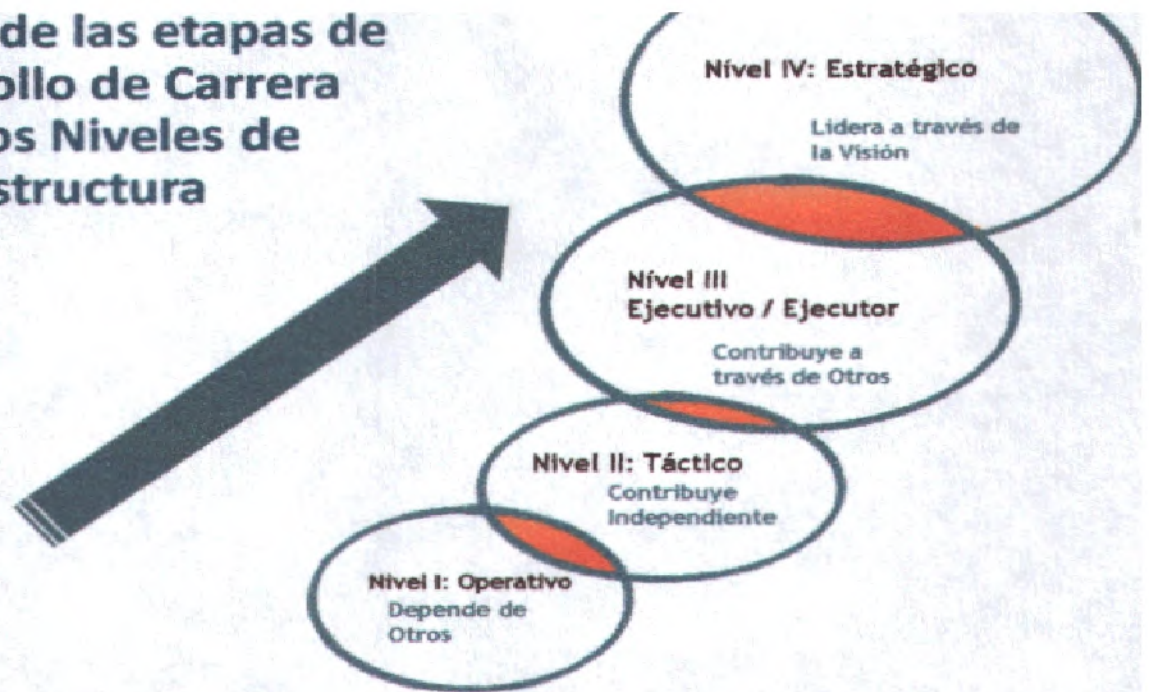 de las etapas de
ollo de Carrera
os Niveles de
structura
Nivel IV: Estratégico
Lidera a través de
la Visión
Nivel III
Ejecutivo / Ejecutor
Contribuye a
través de Otros
Nivel II: Táctico
Contribuye
Independiente
Nivel I: Operativo
Depende de
Otros